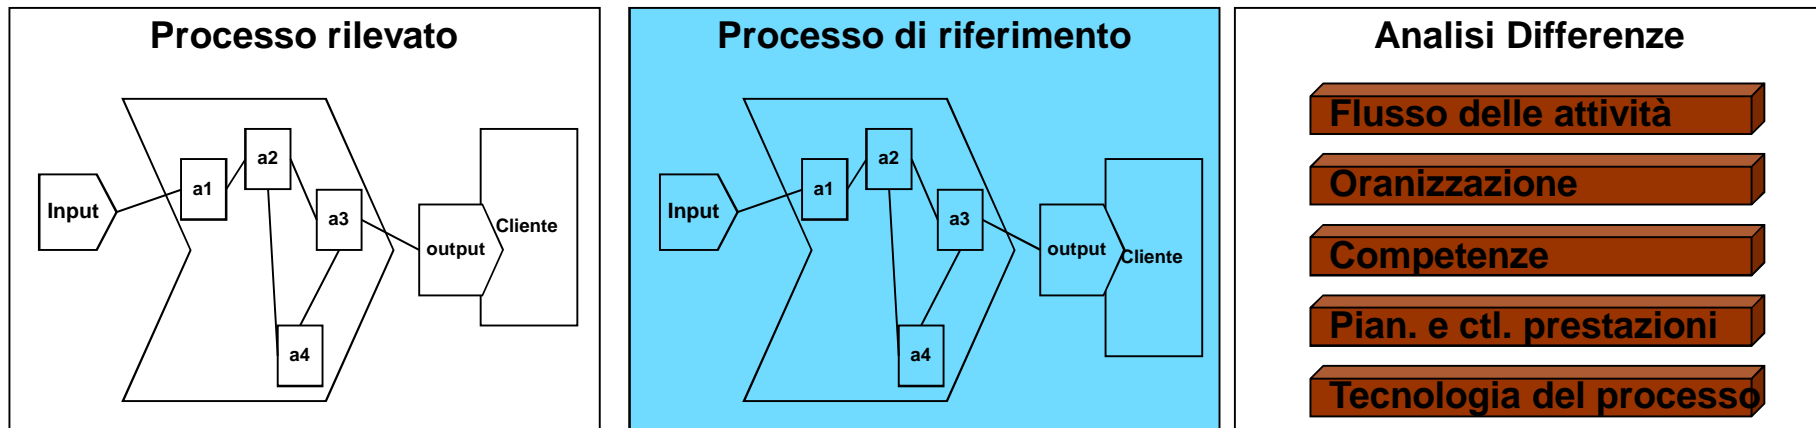 Processo rilevato
Input
a1
a2
a3
a4
output
Cliente
Processo di riferimento
Input
a1
a2
a3
a4
output
Cliente
Analisi Differenze
Flusso delle attività
Oranizzazione
Competenze
Pian. e ctl. prestazioni
Tecnologia del processo